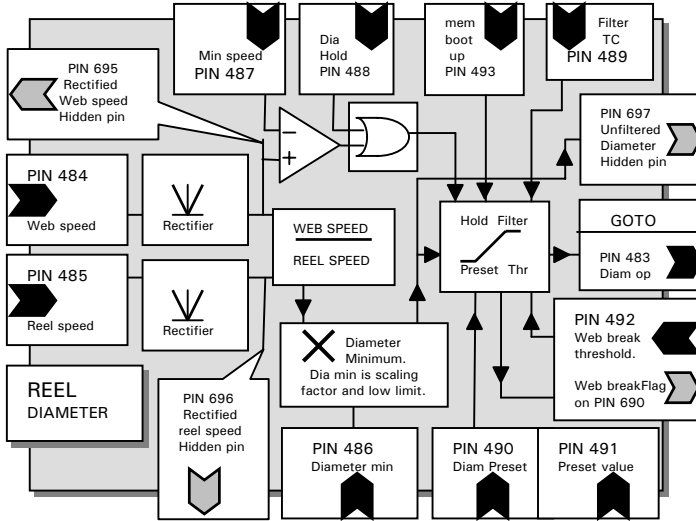 Min speed
PIN 487
Dia
Hold
PIN 488
mem
boot
up
PIN 493
Filter
TC
PIN 489
PIN 695
Rectified
Web speed
Hidden pin
PIN 697
Unfiltered
Diameter
Hidden pin
PIN 484
Web speed
Rectifier
WEB SPEED
REEL SPEED
Hold Filter
Preset Thr
GOTO
PIN 483
Diam op
PIN 485
Reel speed
Rectifier
Diameter
Minimum.
Dia min is scaling
factor and low limit.
PIN 492
Web break
threshold.
Web breakFlag
on PIN 690
REEL
DIAMETER
PIN 696
Rectified
reel speed
Hidden pin
PIN 486
Diameter min
PIN 490
Diam Preset
PIN 491
Preset value